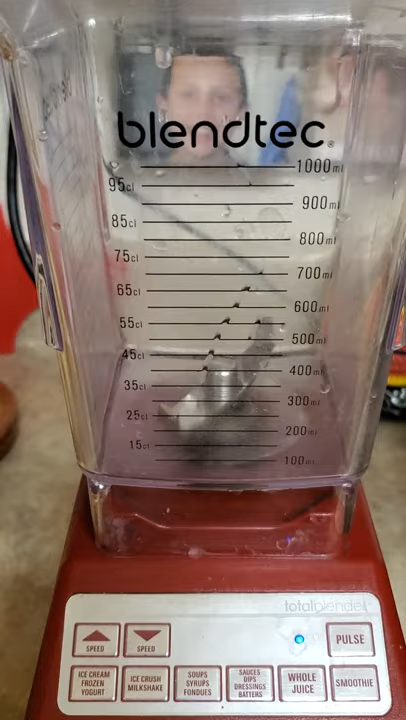 blendtec®
1000ml
95cl
900ml
85cl
800ml
75cl
700ml
65cl
600ml
55cl
500ml
45cl
400ml
35cl
300ml
25cl
200ml
15cl
100ml
totalblender
SPEED
SPEED
PULSE
ICE CREAM
FROZEN
YOGURT
ICE CRUSH
MILKSHAKE
SOUPS
SYRUPS
FONDUES
SAUCES
DIPS
DRESSINGS
BATTERS
WHOLE
JUICE
SMOOTHIE